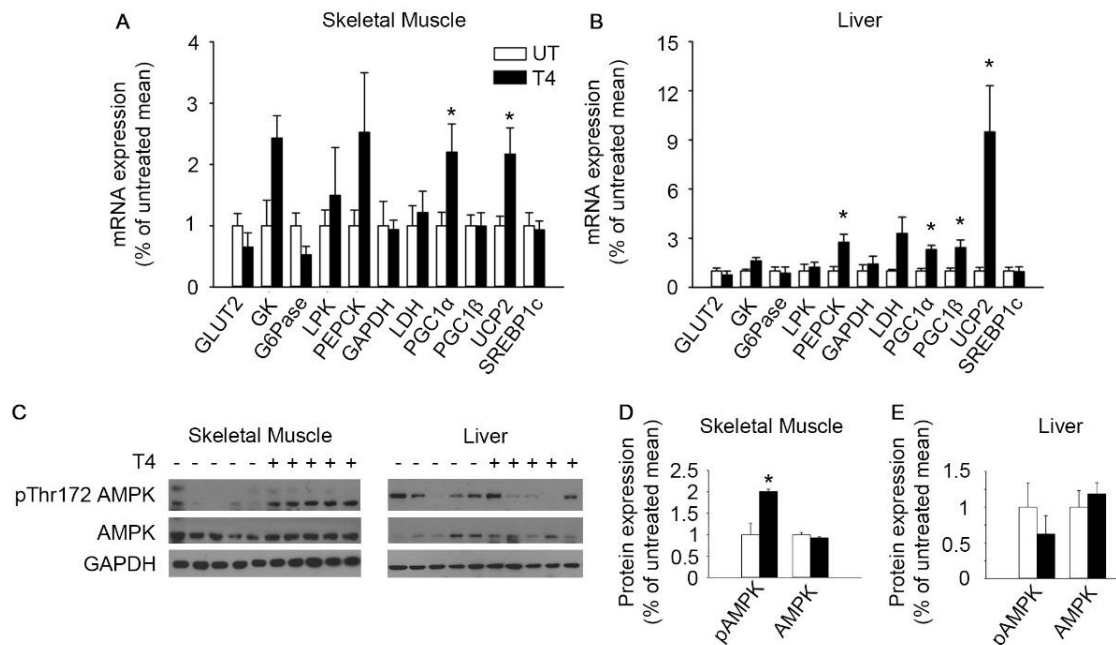 A
Skeletal Muscle
mRNA expression
(% of untreated mean)
4
3
2
1
0
UT
T4
*
*
GLUT2
GK
G6Pase
LPK
PEPCK
GAPDH
LDH
PGC1α
PGC1β
UCP2
SREBP1c
B
Liver
mRNA expression
(% of untreated mean)
15
12
9
6
3
0
*
*
*
*
GLUT2
GK
G6Pase
LPK
PEPCK
GAPDH
LDH
PGC1α
PGC1β
UCP2
SREBP1c
C
Skeletal Muscle
Liver
T4
- - - - - + + + + +
- - - - - + + + + +
pThr172 AMPK
AMPK
GAPDH
D
Skeletal Muscle
Protein expression
(% of untreated mean)
2.5
2
1.5
1
0.5
0
*
pAMPK
AMPK
E
Liver
Protein expression
(% of untreated mean)
1.5
1
0.5
0
pAMPK
AMPK